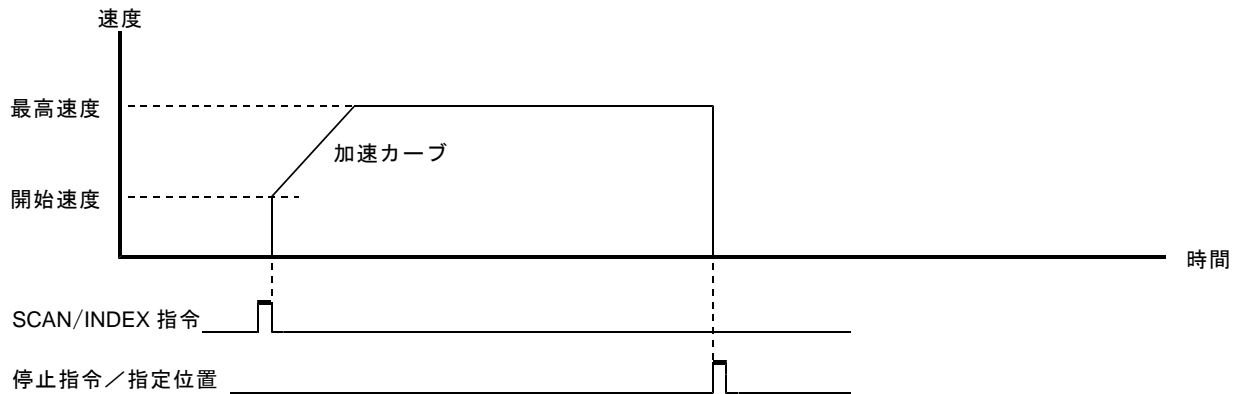 速度
最高速度
加速カーブ
開始速度
時間
SCAN/INDEX 指令
停止指令／指定位置